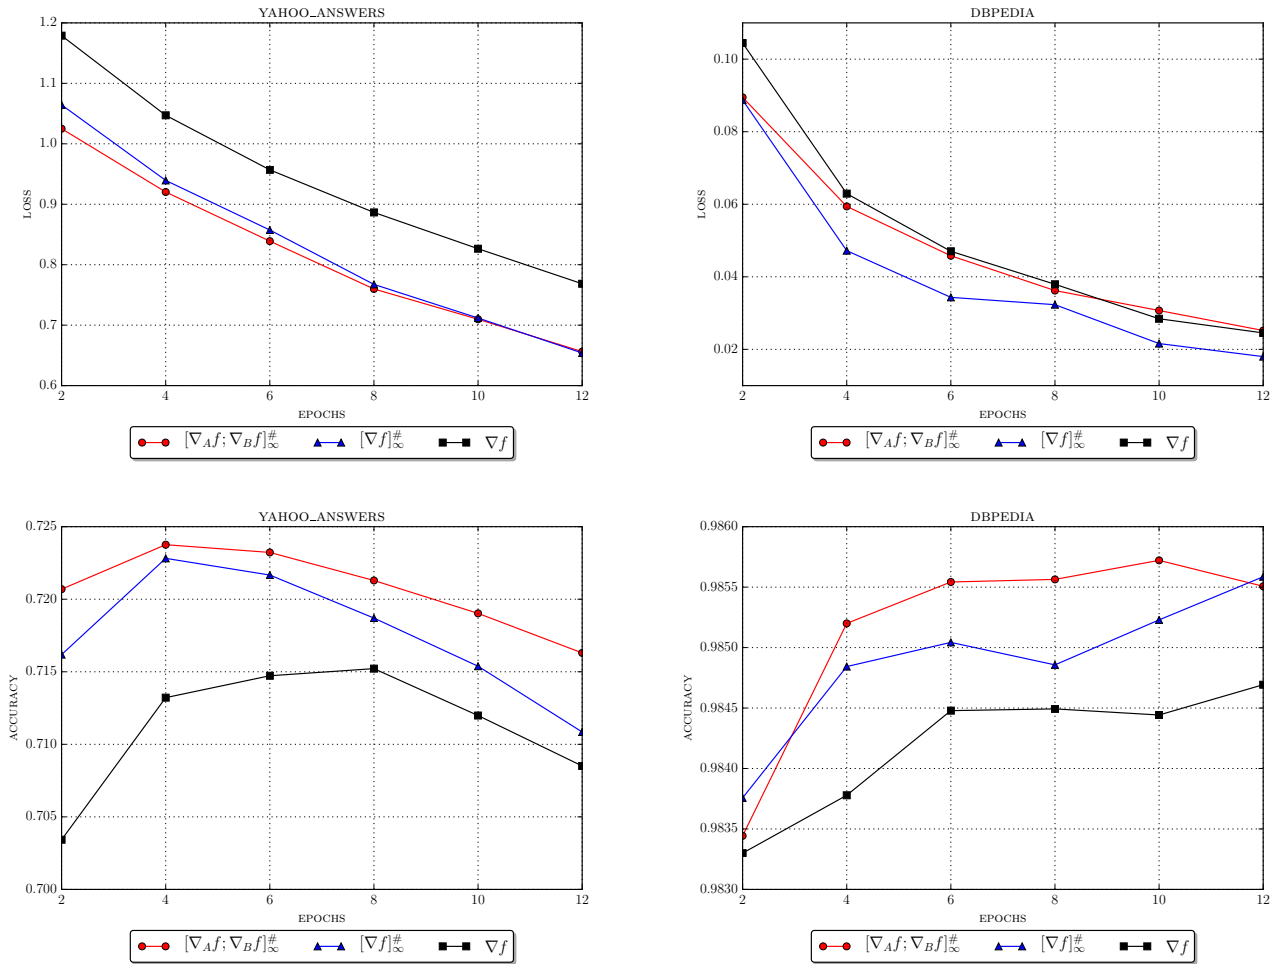 YAHOO_ANSWERS
1.2
1.1
1.0
0.9
0.8
0.7
0.6
LOSS
2 4 6 8 10 12
EPOCHS
[∇_A f; ∇_B f]^#_∞ [∇f]^#_∞ ∇f
DBPEDIA
0.10
0.08
0.06
0.04
0.02
LOSS
2 4 6 8 10 12
EPOCHS
[∇_A f; ∇_B f]^#_∞ [∇f]^#_∞ ∇f
YAHOO_ANSWERS
0.725
0.720
0.715
0.710
0.705
0.700
ACCURACY
2 4 6 8 10 12
EPOCHS
[∇_A f; ∇_B f]^#_∞ [∇f]^#_∞ ∇f
DBPEDIA
0.9860
0.9855
0.9850
0.9845
0.9840
0.9835
0.9830
ACCURACY
2 4 6 8 10 12
EPOCHS
[∇_A f; ∇_B f]^#_∞ [∇f]^#_∞ ∇f